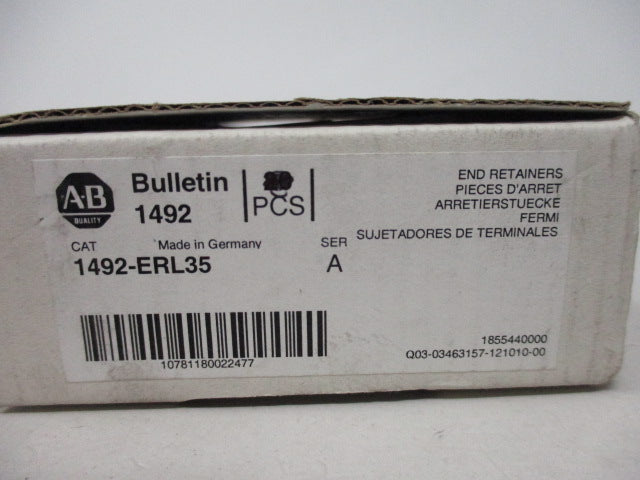 A-B
QUALITY
Bulletin
1492
PCS
END RETAINERS
PIECES D'ARRET
ARRETIERSTUECKE
FERMI
SUJETADORES DE TERMINALES
CAT
Made in Germany
SER
1492-ERL35
A
10781180022477
1855440000
Q03-03463157-121010-00